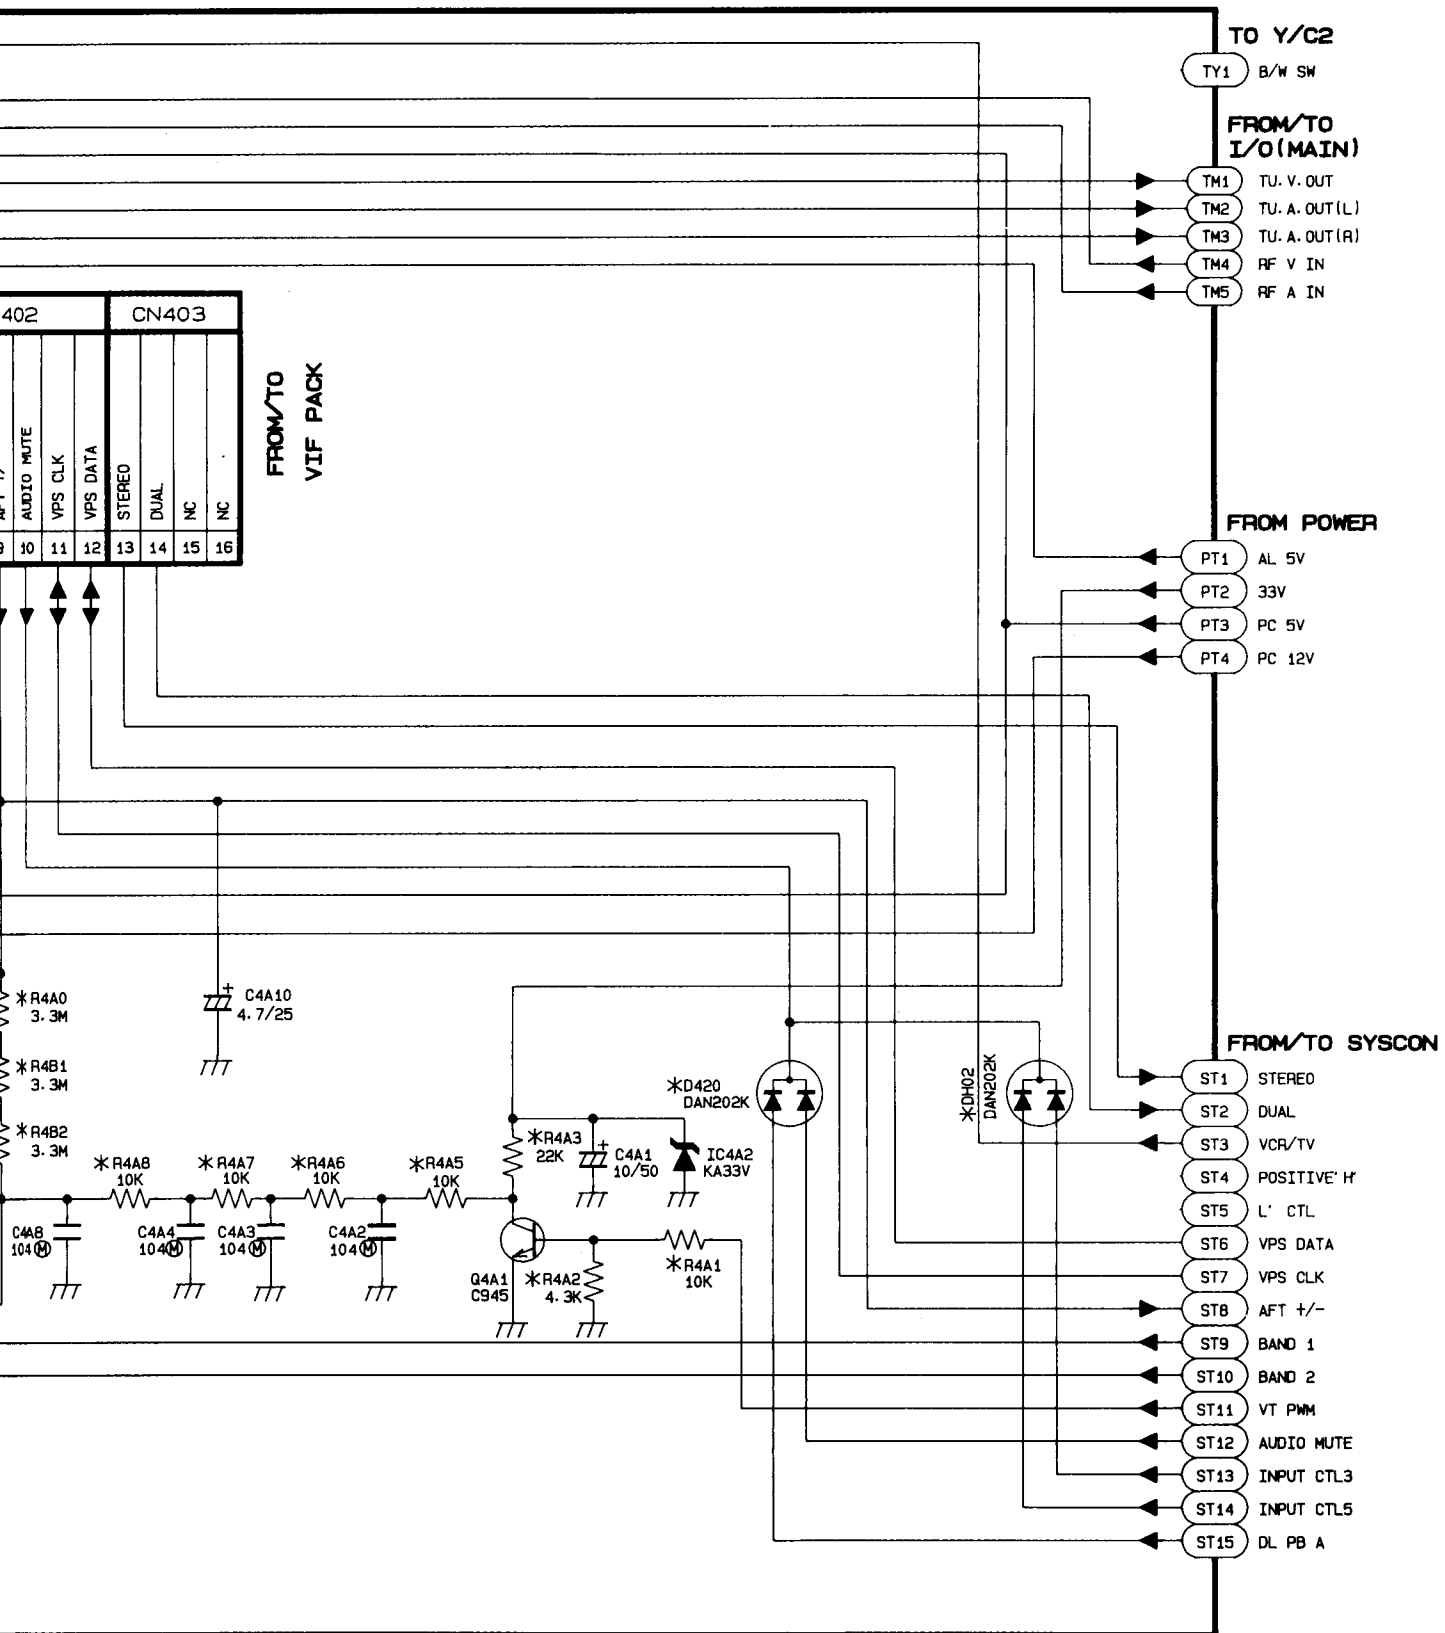 TO Y/C2
TY1 B/W SW
FROM/TO
I/O(MAIN)
TM1 TU.V.OUT
TM2 TU.A.OUT(L)
TM3 TU.A.OUT(R)
TM4 RF V IN
TM5 RF A IN
402
CN403
AUDIO MUTE
VPS CLK
VPS DATA
STEREO
DUAL
NC
NC
10 11 12 13 14 15 16
FROM/TO
VIF PACK
FROM POWER
PT1 AL 5V
PT2 33V
PT3 PC 5V
PT4 PC 12V
*R4A0
3.3M
*R4B1
3.3M
*R4B2
3.3M
+ C4A10
4.7/25
*R4A8
10K
*R4A7
10K
*R4A6
10K
*R4A5
10K
*R4A3
22K
+ C4A1
10/50
IC4A2
KA33V
*D420
DAN202K
*DH02
DAN202K
C4A8
104 M
C4A4
104 M
C4A3
104 M
C4A2
104 M
Q4A1
C945
*R4A2
4.3K
*R4A1
10K
FROM/TO SYSCON
ST1 STEREO
ST2 DUAL
ST3 VCR/TV
ST4 POSITIVE'H'
ST5 L' CTL
ST6 VPS DATA
ST7 VPS CLK
ST8 AFT +/-
ST9 BAND 1
ST10 BAND 2
ST11 VT PWM
ST12 AUDIO MUTE
ST13 INPUT CTL3
ST14 INPUT CTL5
ST15 DL PB A